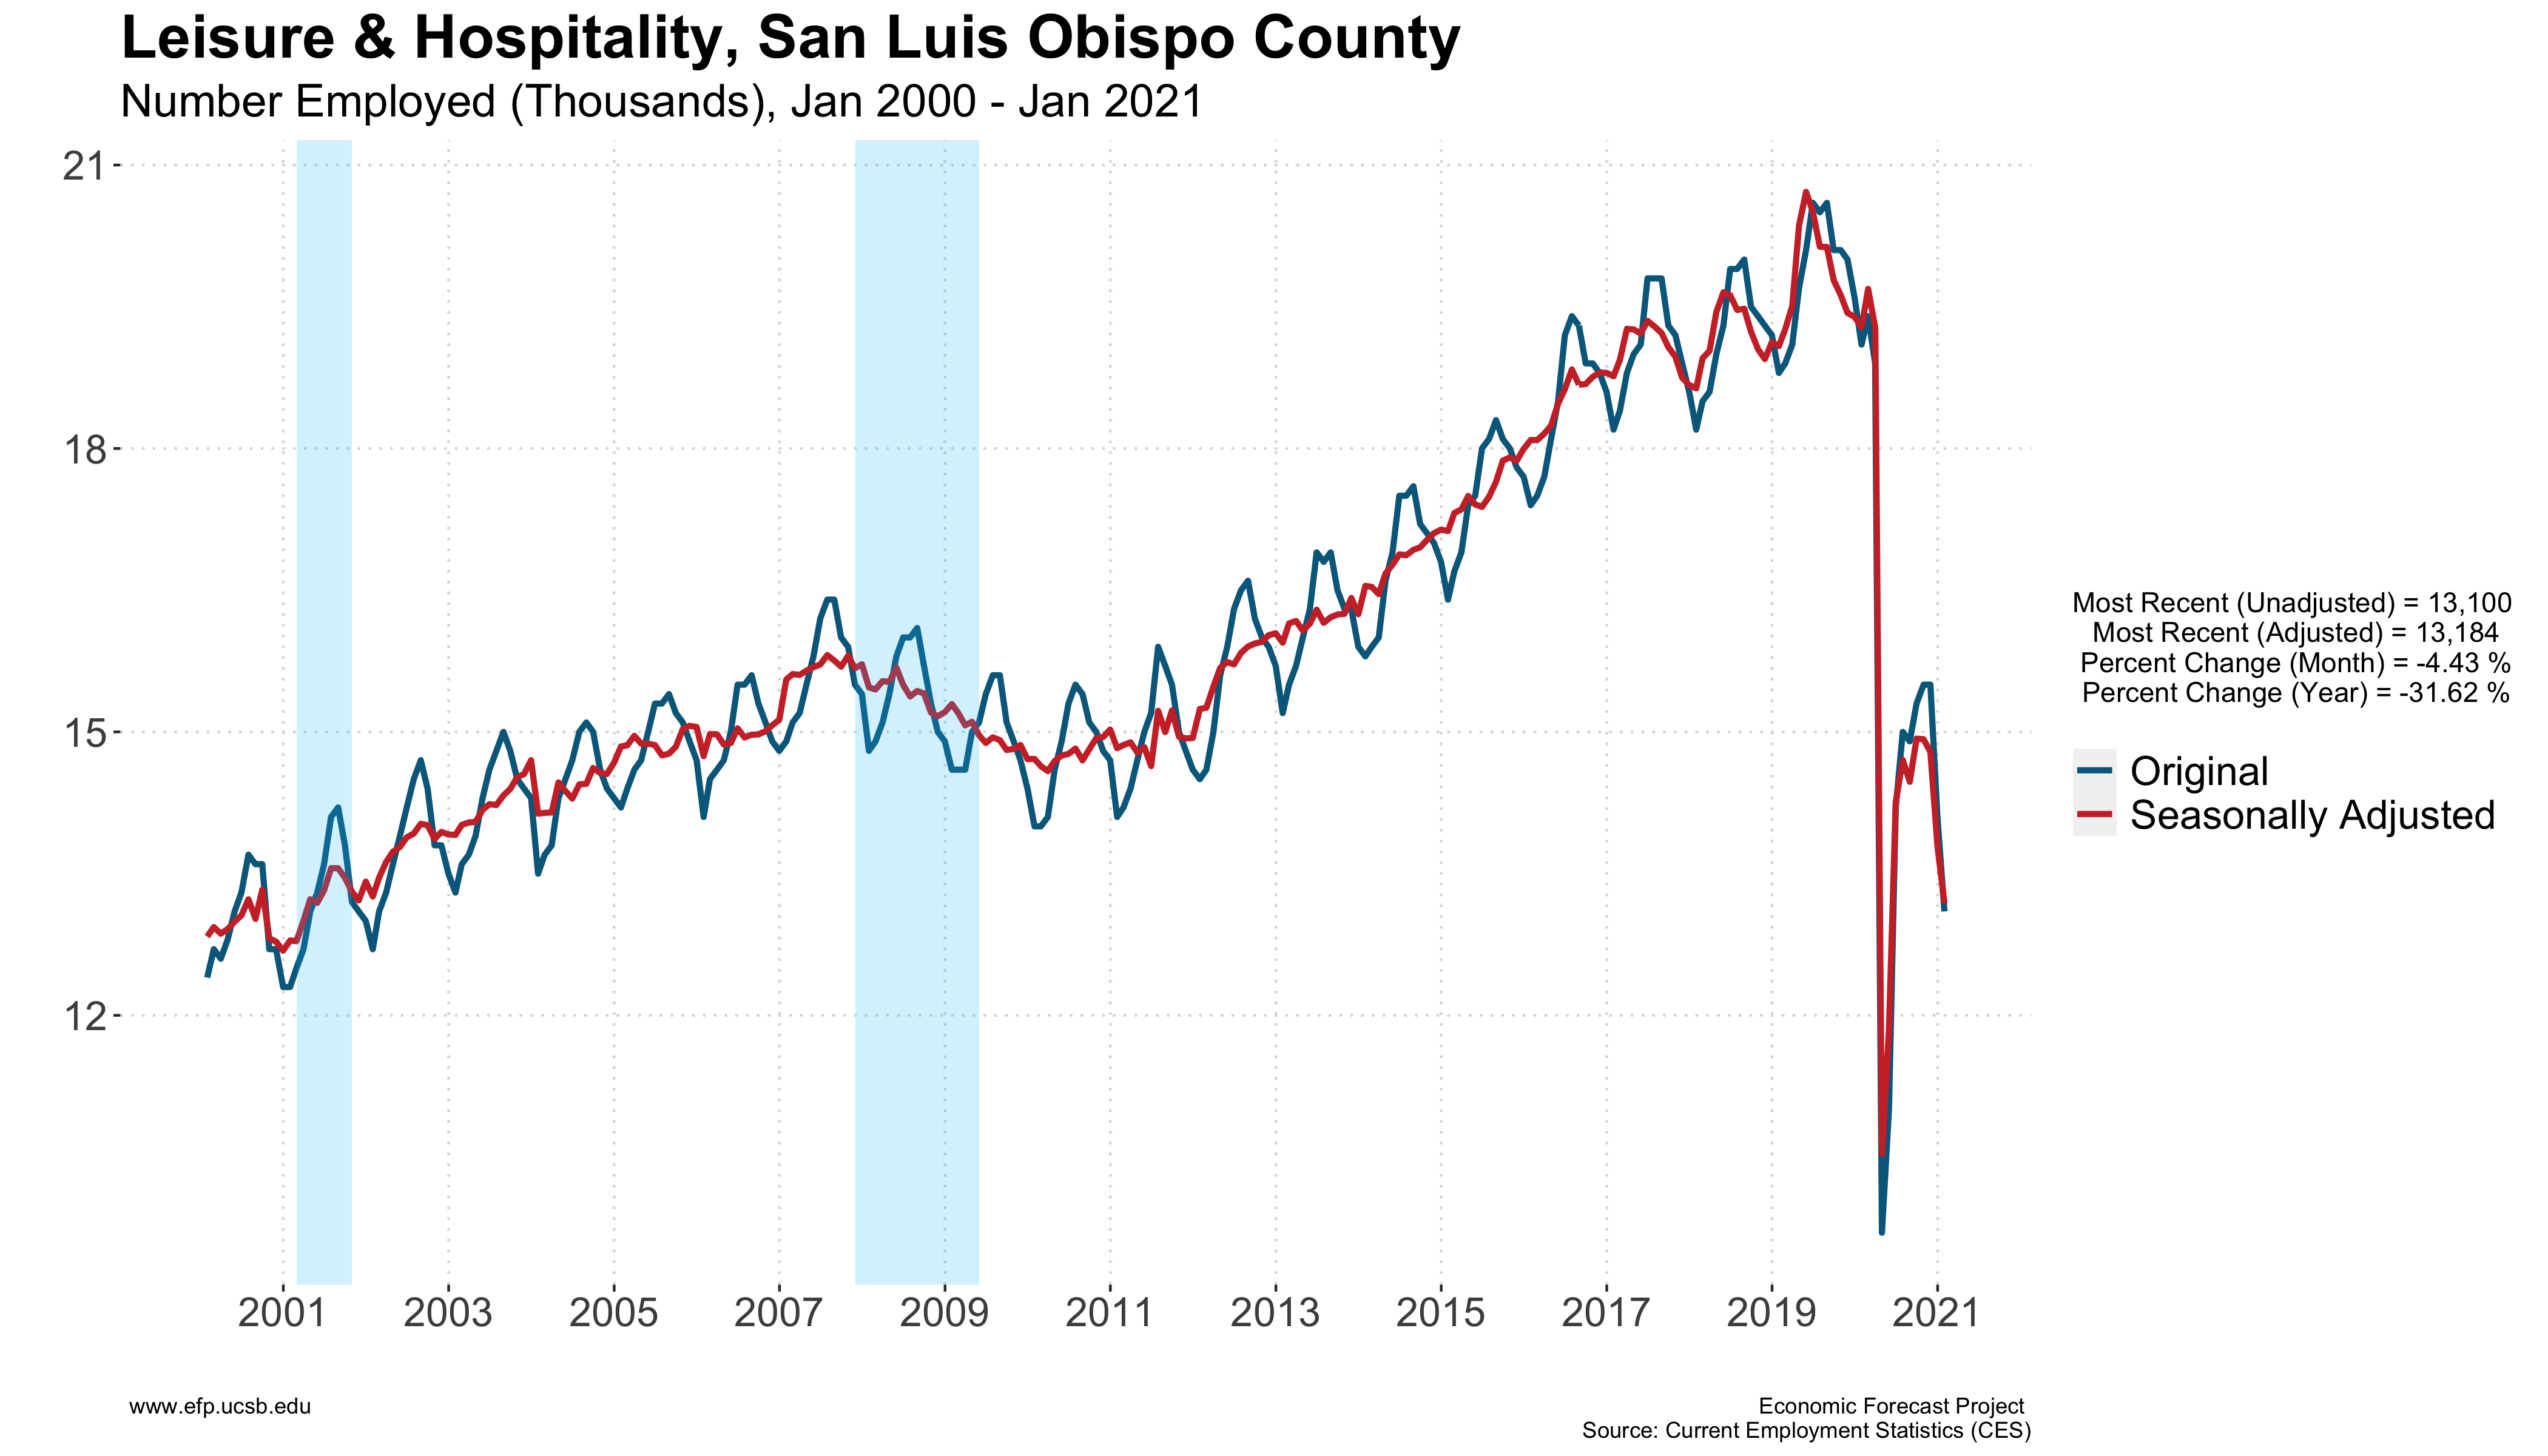 Leisure & Hospitality, San Luis Obispo County
Number Employed (Thousands), Jan 2000 - Jan 2021
21
18
15
12
2001 2003 2005 2007 2009 2011 2013 2015 2017 2019 2021
Most Recent (Unadjusted) = 13,100
Most Recent (Adjusted) = 13,184
Percent Change (Month) = -4.43 %
Percent Change (Year) = -31.62 %
Original
Seasonally Adjusted
www.efp.ucsb.edu
Economic Forecast Project
Source: Current Employment Statistics (CES)